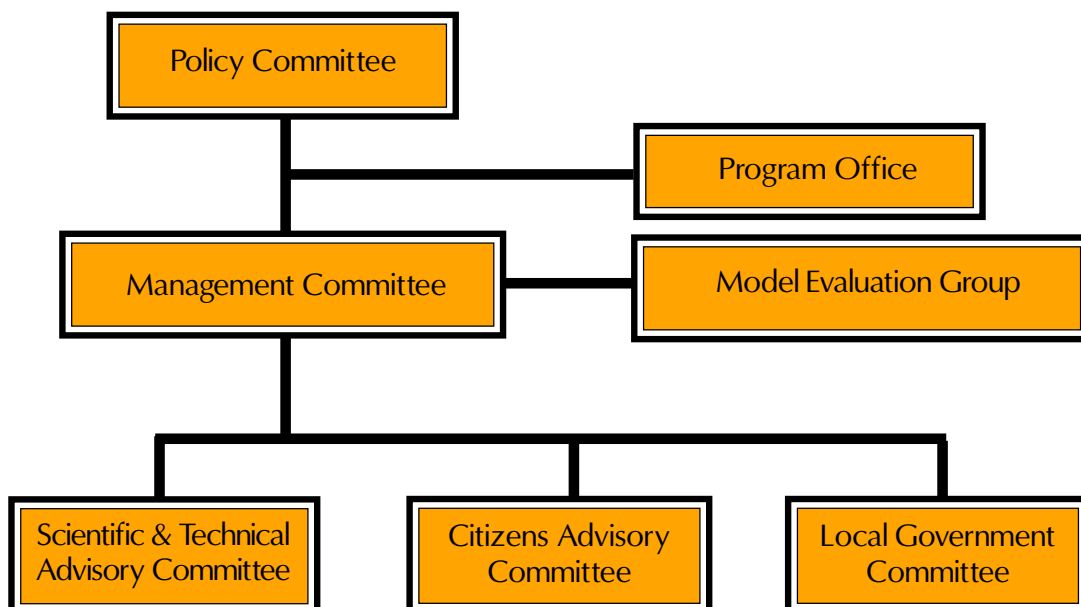 Policy Committee
Program Office
Management Committee
Model Evaluation Group
Scientific & Technical
Advisory Committee
Citizens Advisory
Committee
Local Government
Committee